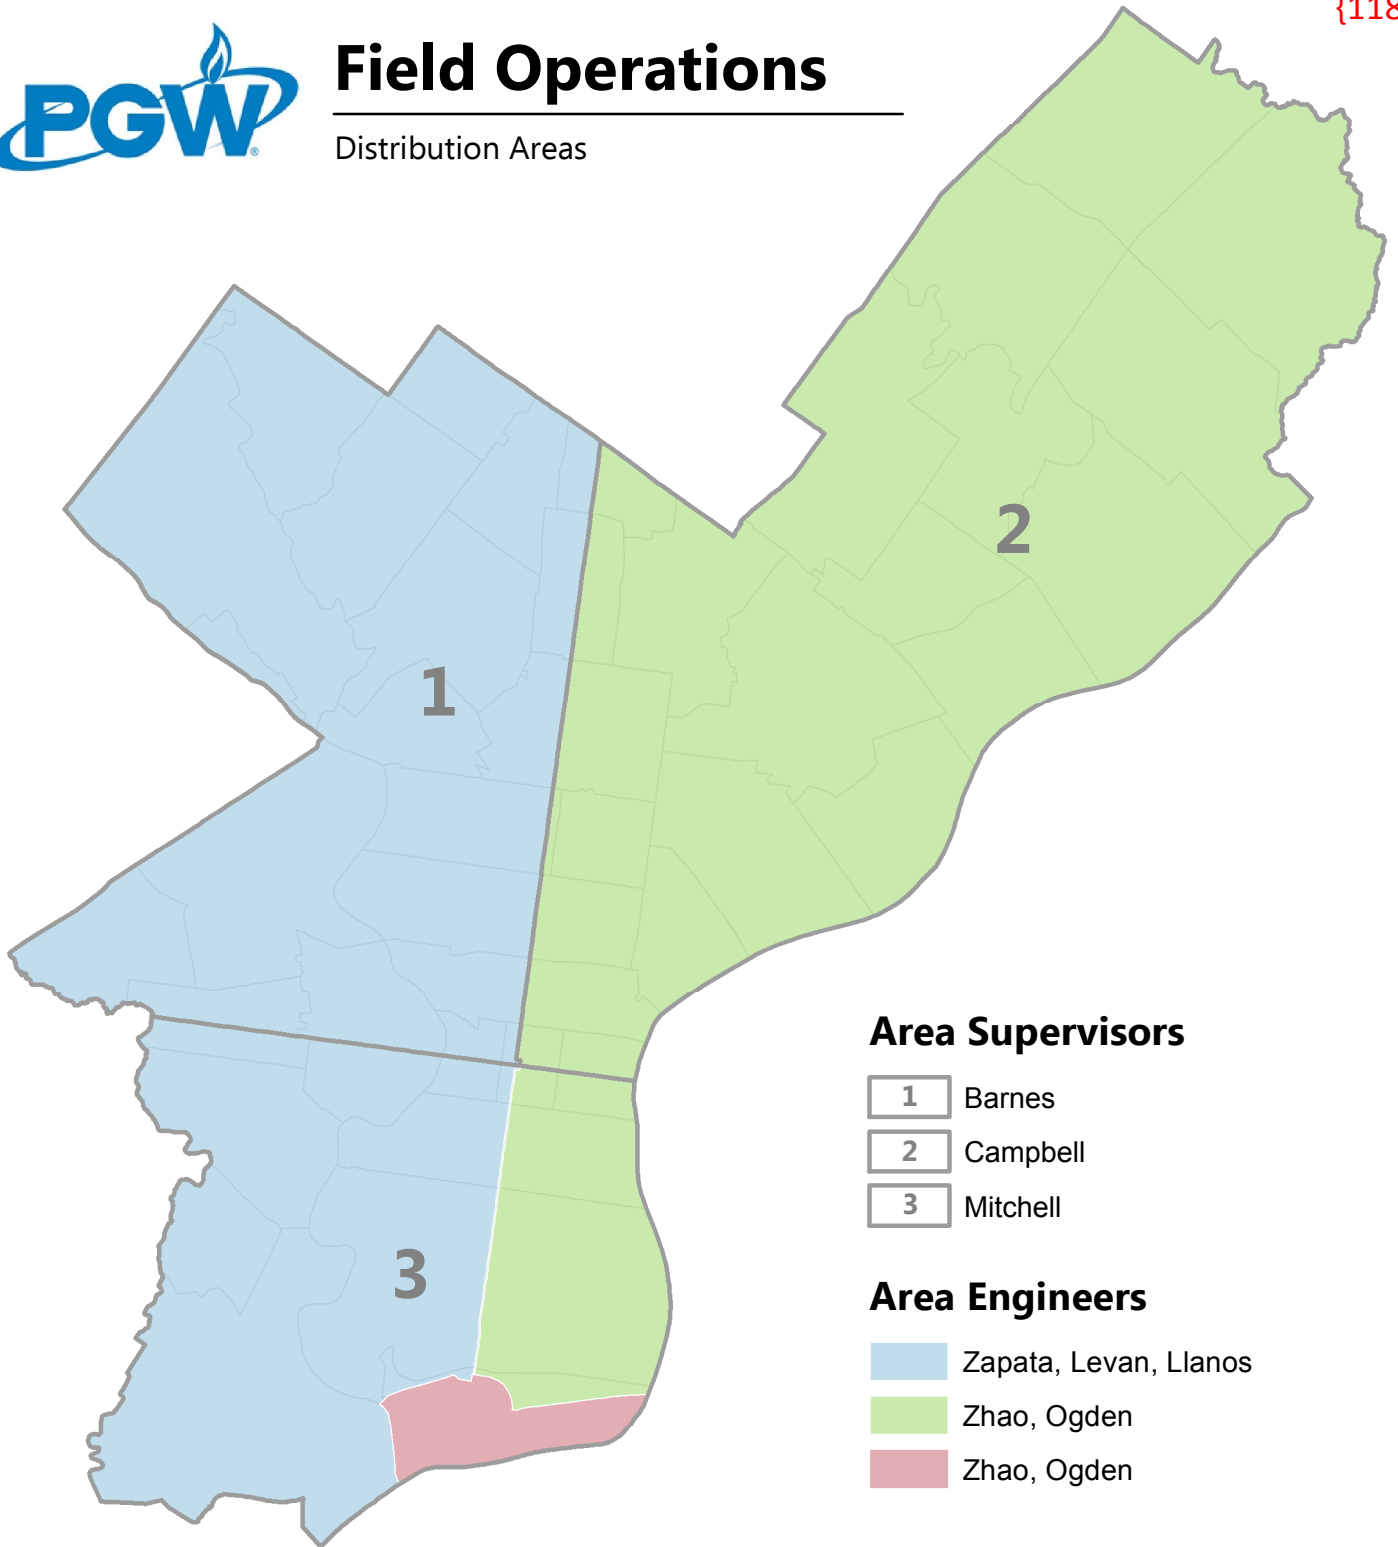 {118
PGW®
Field Operations
Distribution Areas
1
2
3
Area Supervisors
1 Barnes
2 Campbell
3 Mitchell
Area Engineers
Zapata, Levan, Llanos
Zhao, Ogden
Zhao, Ogden